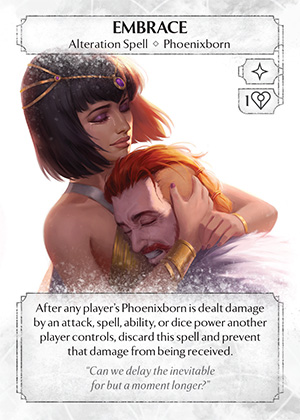 EMBRACE
Alteration Spell ⬦ Phoenixborn
1
After any player's Phoenixborn is dealt damage
by an attack, spell, ability, or dice power another
player controls, discard this spell and prevent
that damage from being received.
"Can we delay the inevitable
for but a moment longer?"